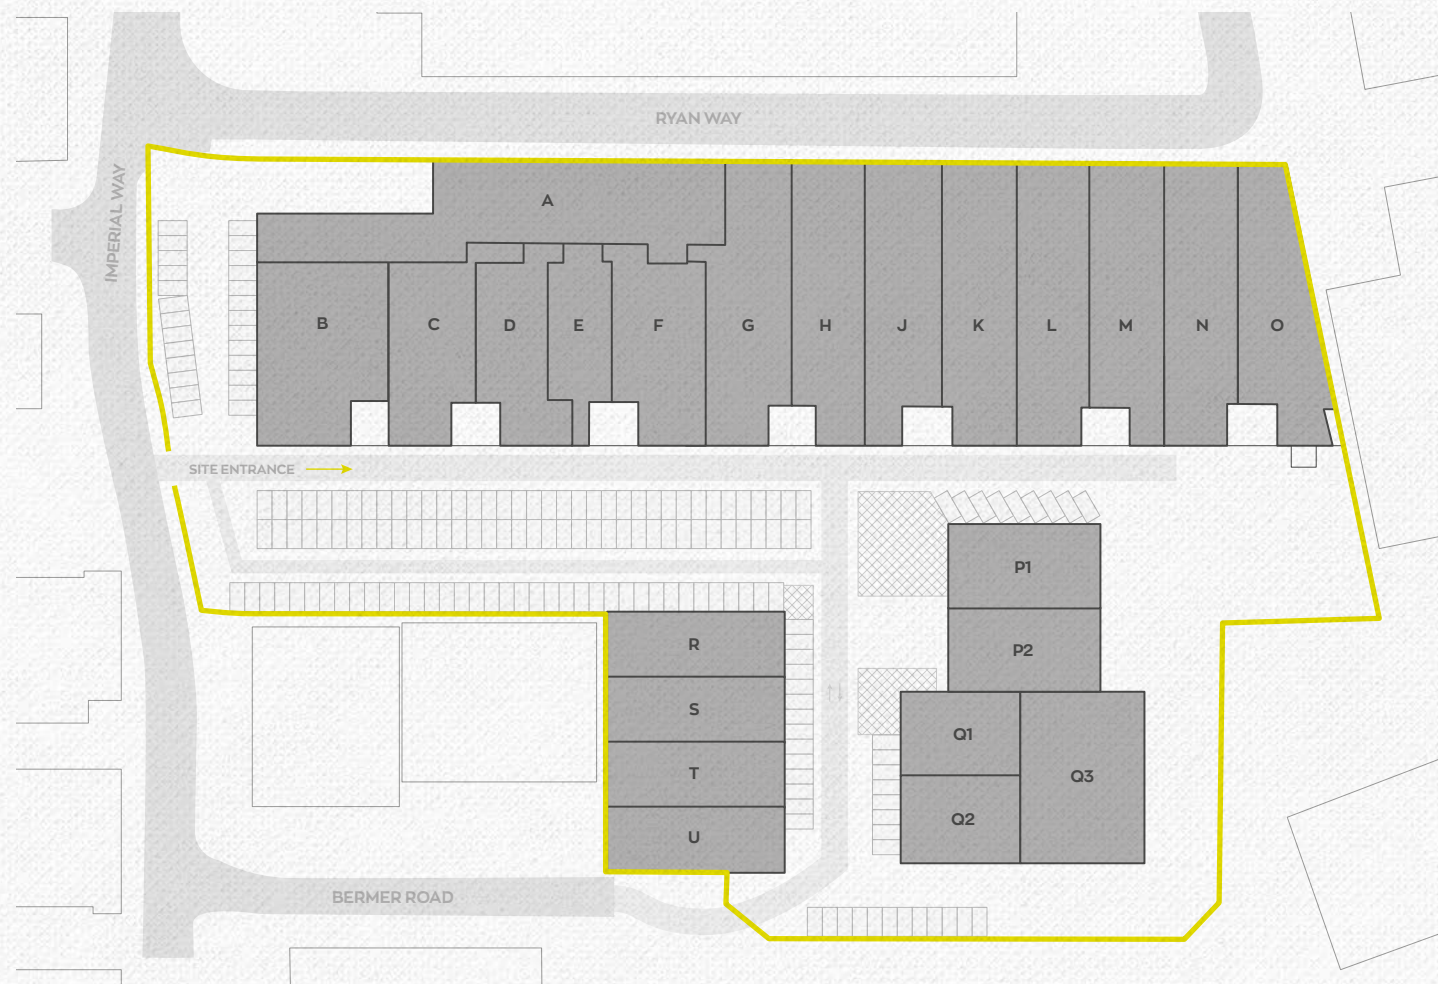 RYAN WAY
IMPERIAL WAY
A
B
C
D
E
F
G
H
J
K
L
M
N
O
SITE ENTRANCE
P1
P2
R
S
T
U
Q1
Q2
Q3
BERMER ROAD